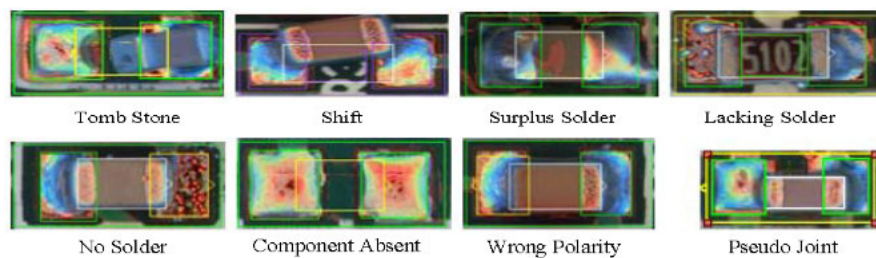 5102
Tomb Stone
Shift
Surplus Solder
Lacking Solder
No Solder
Component Absent
Wrong Polarity
Pseudo Joint